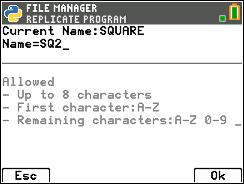 FILE MANAGER
REPLICATE PROGRAM
Current Name:SQUARE
Name=SQ2_
Allowed
- Up to 8 characters
- First character:A-Z
- Remaining characters:A-Z 0-9 _
Esc Ok